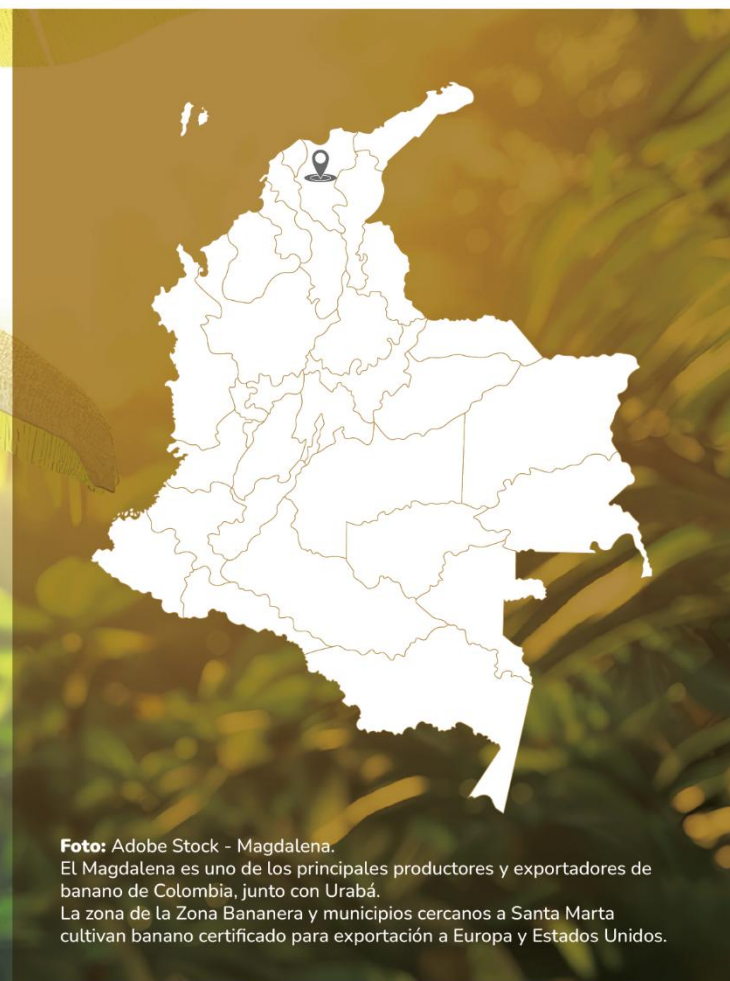 Foto: Adobe Stock - Magdalena.
El Magdalena es uno de los principales productores y exportadores de
banano de Colombia, junto con Urabá.
La zona de la Zona Bananera y municipios cercanos a Santa Marta
cultivan banano certificado para exportación a Europa y Estados Unidos.